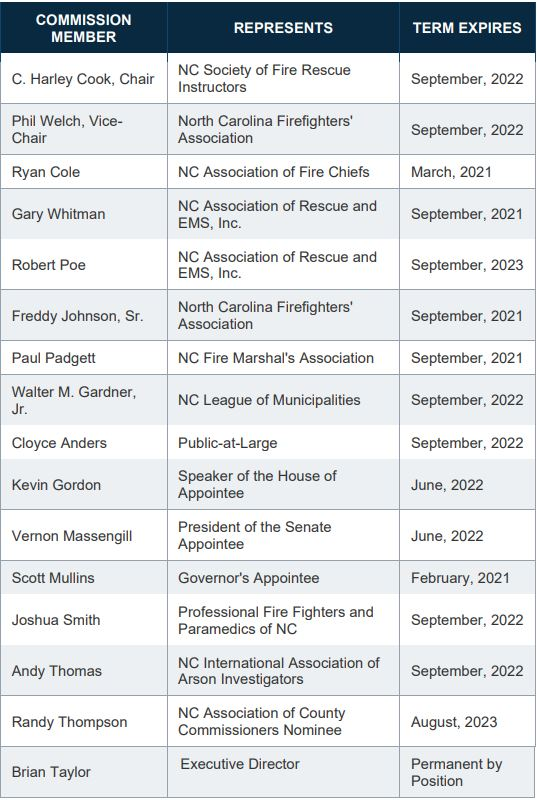 COMMISSION MEMBER REPRESENTS TERM EXPIRES
C. Harley Cook, Chair NC Society of Fire Rescue Instructors September, 2022
Phil Welch, Vice-Chair North Carolina Firefighters' Association September, 2022
Ryan Cole NC Association of Fire Chiefs March, 2021
Gary Whitman NC Association of Rescue and EMS, Inc. September, 2021
Robert Poe NC Association of Rescue and EMS, Inc. September, 2023
Freddy Johnson, Sr. North Carolina Firefighters' Association September, 2021
Paul Padgett NC Fire Marshal's Association September, 2021
Walter M. Gardner, Jr. NC League of Municipalities September, 2022
Cloyce Anders Public-at-Large September, 2022
Kevin Gordon Speaker of the House of Appointee June, 2022
Vernon Massengill President of the Senate Appointee June, 2022
Scott Mullins Governor's Appointee February, 2021
Joshua Smith Professional Fire Fighters and Paramedics of NC September, 2022
Andy Thomas NC International Association of Arson Investigators September, 2022
Randy Thompson NC Association of County Commissioners Nominee August, 2023
Brian Taylor Executive Director Permanent by Position